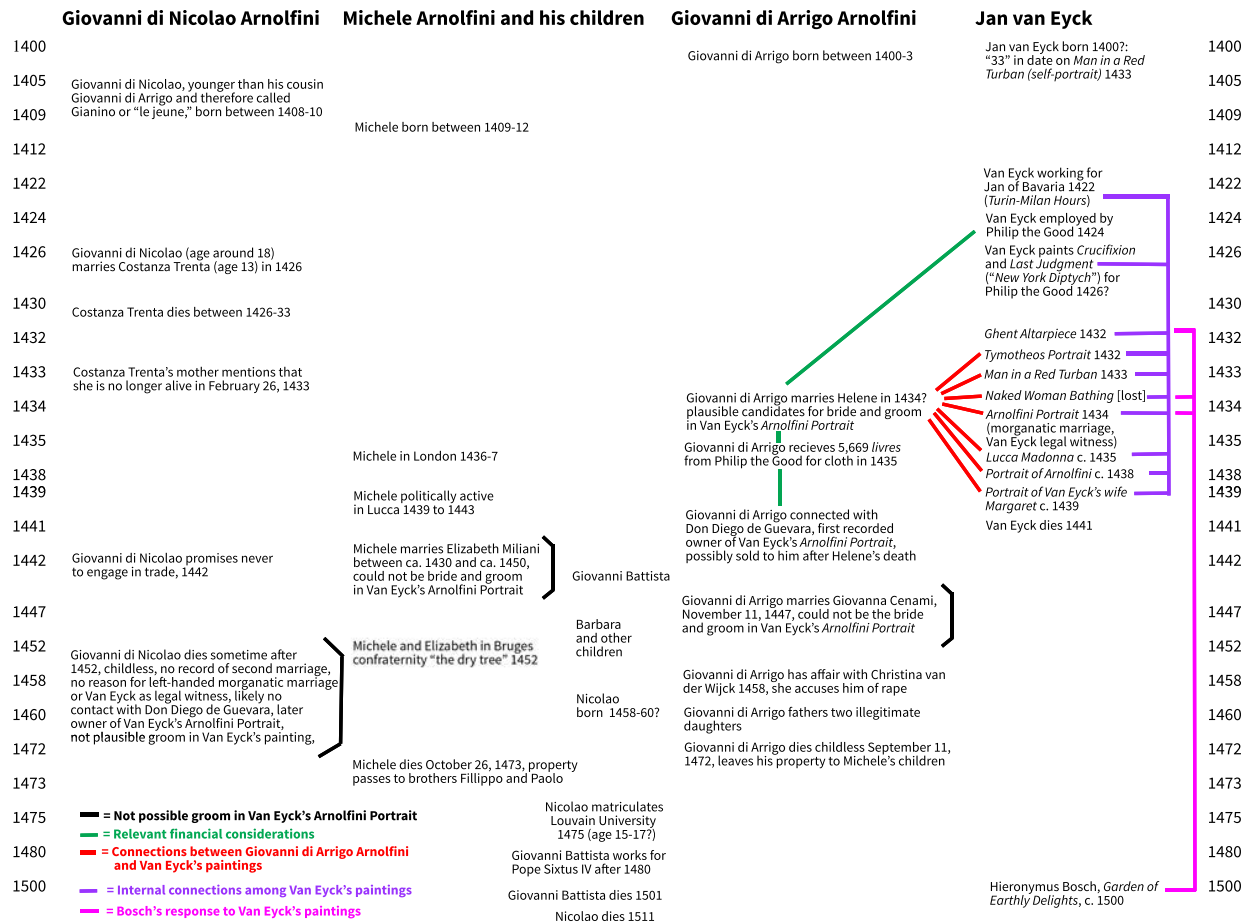 Giovanni di Nicolao Arnolfini
Michele Arnolfini and his children
Giovanni di Arrigo Arnolfini
Jan van Eyck
1400
1405
1409
1412
1422
1424
1426
1430
1432
1433
1434
1435
1438
1439
1441
1442
1447
1452
1458
1460
1472
1473
1475
1480
1500
Giovanni di Nicolao, younger than his cousin
Giovanni di Arrigo and therefore called
Gianino or “le jeune,” born between 1408-10
Giovanni di Nicolao (age around 18)
marries Costanza Trenta (age 13) in 1426
Costanza Trenta dies between 1426-33
Costanza Trenta’s mother mentions that
she is no longer alive in February 26, 1433
Giovanni di Nicolao promises never
to engage in trade, 1442
Giovanni di Nicolao dies sometime after
1452, childless, no record of second marriage,
no reason for left-handed morganatic marriage
or Van Eyck as legal witness, likely no
contact with Don Diego de Guevara, later
owner of Van Eyck’s Arnolfini Portrait,
not plausible groom in Van Eyck’s painting,
Michele born between 1409-12
Michele in London 1436-7
Michele politically active
in Lucca 1439 to 1443
Michele marries Elizabeth Miliani
between ca. 1430 and ca. 1450,
could not be bride and groom
in Van Eyck’s Arnolfini Portrait
Giovanni Battista
Barbara
and other
children
Michele and Elizabeth in Bruges
confraternity “the dry tree” 1452
Nicolao
born 1458-60?
Michele dies October 26, 1473, property
passes to brothers Fillippo and Paolo
Nicolao matriculates
Louvain University
1475 (age 15-17?)
Giovanni Battista works for
Pope Sixtus IV after 1480
Giovanni Battista dies 1501
Nicolao dies 1511
Giovanni di Arrigo born between 1400-3
Giovanni di Arrigo marries Helene in 1434?
plausible candidates for bride and groom
in Van Eyck’s Arnolfini Portrait
Giovanni di Arrigo recieves 5,669 livres
from Philip the Good for cloth in 1435
Giovanni di Arrigo connected with
Don Diego de Guevara, first recorded
owner of Van Eyck’s Arnolfini Portrait,
possibly sold to him after Helene’s death
Giovanni di Arrigo marries Giovanna Cenami,
November 11, 1447, could not be the bride
and groom in Van Eyck’s Arnolfini Portrait
Giovanni di Arrigo has affair with Christina van
der Wijck 1458, she accuses him of rape
Giovanni di Arrigo fathers two illegitimate
daughters
Giovanni di Arrigo dies childless September 11,
1472, leaves his property to Michele’s children
Jan van Eyck born 1400?:
“33” in date on Man in a Red
Turban (self-portrait) 1433
Van Eyck working for
Jan of Bavaria 1422
(Turin-Milan Hours)
Van Eyck employed by
Philip the Good 1424
Van Eyck paints Crucifixion
and Last Judgment
(“New York Diptych”) for
Philip the Good 1426?
Ghent Altarpiece 1432
Tymotheos Portrait 1432
Man in a Red Turban 1433
Naked Woman Bathing [lost]
Arnolfini Portrait 1434
(morganatic marriage,
Van Eyck legal witness)
Lucca Madonna c. 1435
Portrait of Arnolfini c. 1438
Portrait of Van Eyck’s wife
Margaret c. 1439
Van Eyck dies 1441
Hieronymus Bosch, Garden of
Earthly Delights, c. 1500
1400
1405
1409
1412
1422
1424
1426
1430
1432
1433
1434
1435
1438
1439
1441
1442
1447
1452
1458
1460
1472
1473
1475
1480
1500
= Not possible groom in Van Eyck’s Arnolfini Portrait
= Relevant financial considerations
= Connections between Giovanni di Arrigo Arnolfini
and Van Eyck’s paintings
= Internal connections among Van Eyck’s paintings
= Bosch’s response to Van Eyck’s paintings